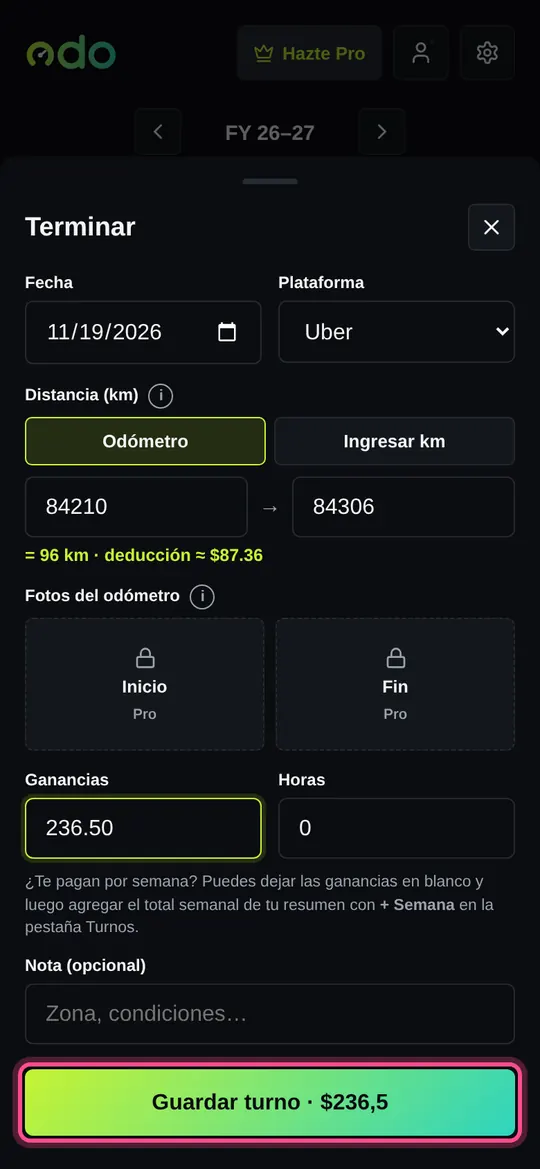 odo
Hazte Pro
FY 26–27
Terminar
Fecha
Plataforma
11/19/2026
Uber
Distancia (km) i
Odómetro
Ingresar km
84210 → 84306
= 96 km · deducción ≈ $87.36
Fotos del odómetro i
Inicio
Pro
Fin
Pro
Ganancias
Horas
236.50
0
¿Te pagan por semana? Puedes dejar las ganancias en blanco y
luego agregar el total semanal de tu resumen con + Semana en la
pestaña Turnos.
Nota (opcional)
Zona, condiciones…
Guardar turno · $236,5